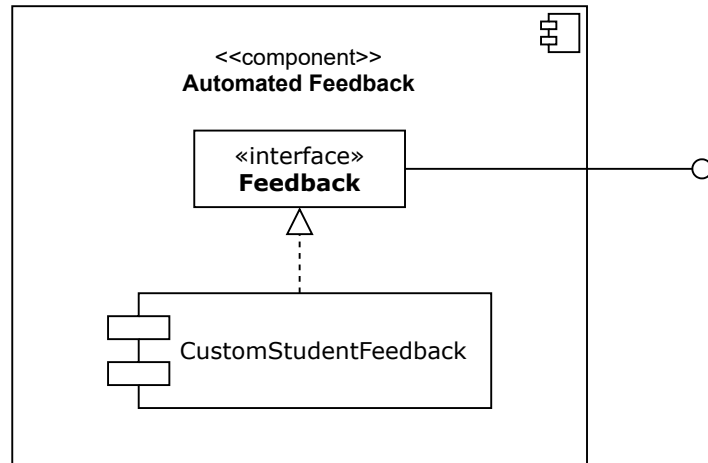 <<component>>
Automated Feedback
«interface»
Feedback
CustomStudentFeedback